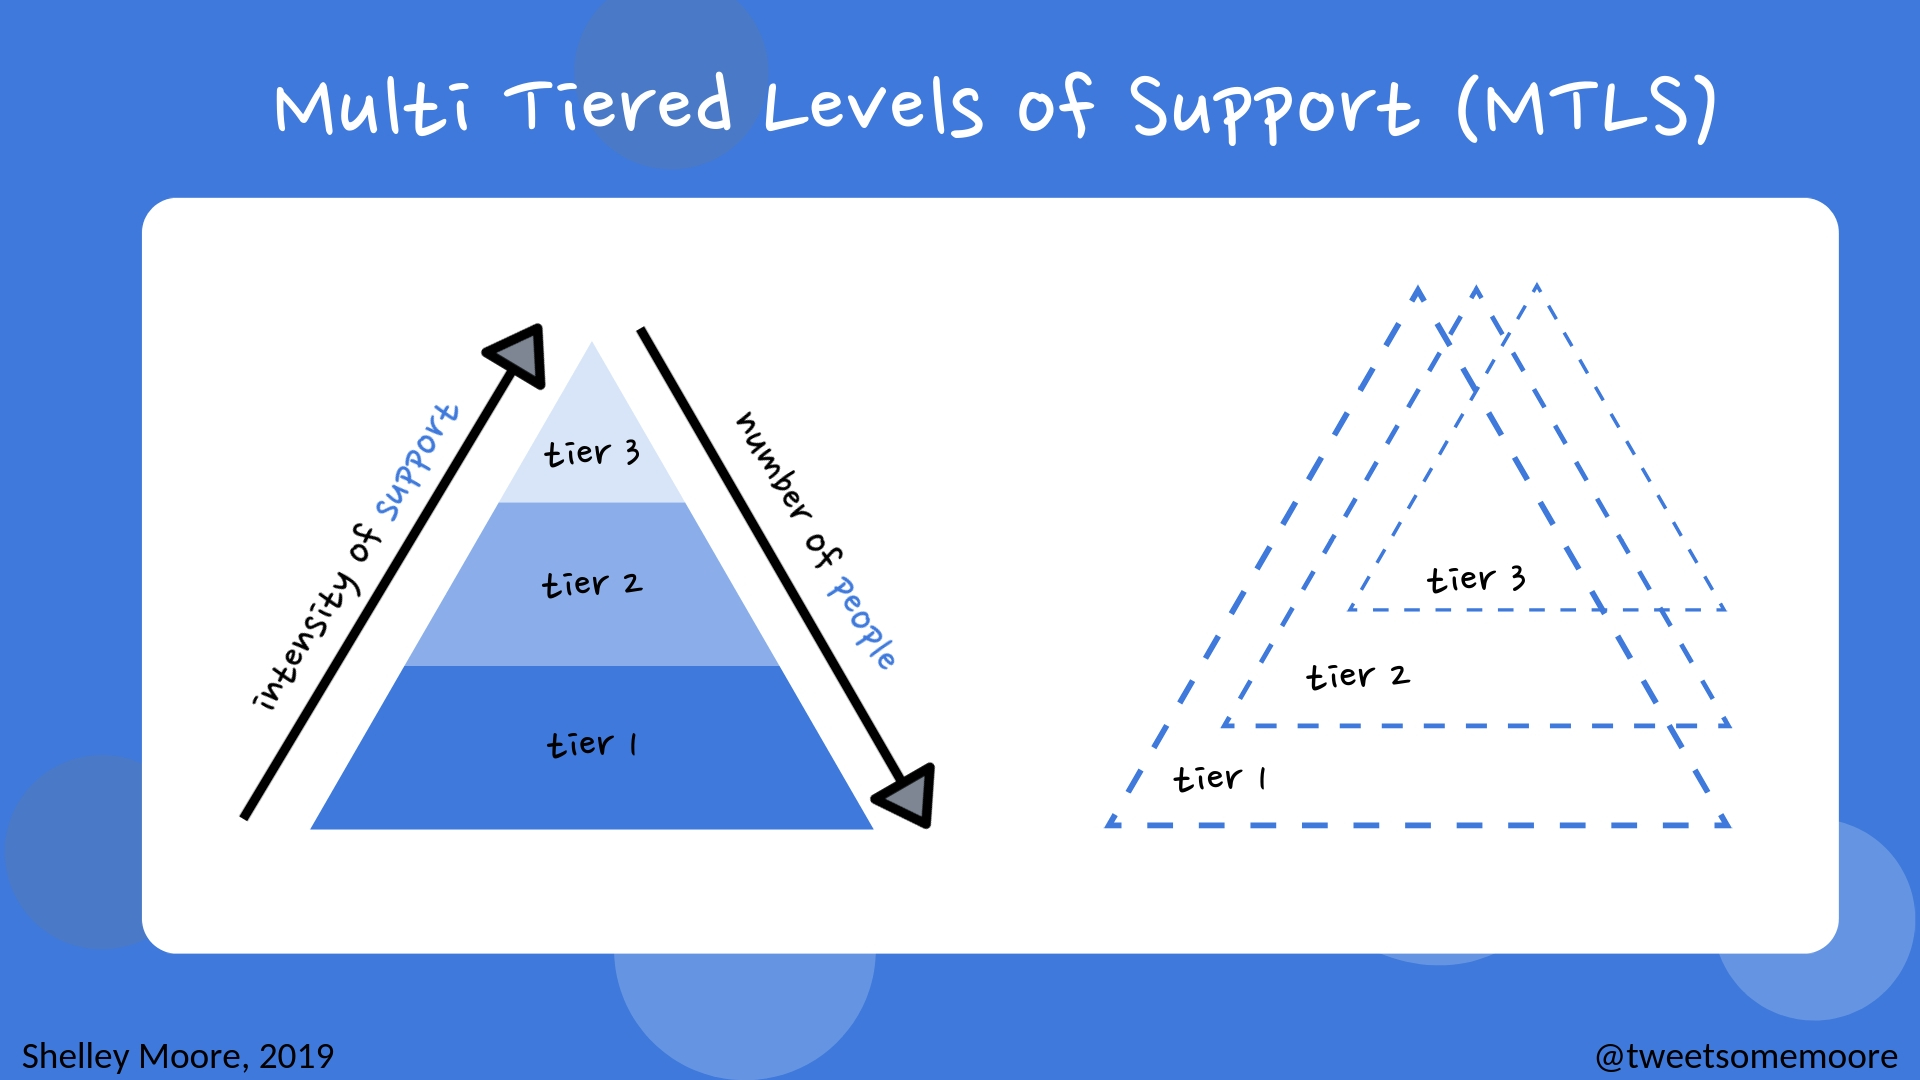 Multi Tiered Levels of Support (MTLS)
intensity of support
number of people
tier 3
tier 2
tier 1
tier 3
tier 2
tier 1
Shelley Moore, 2019
@tweetsomemoore